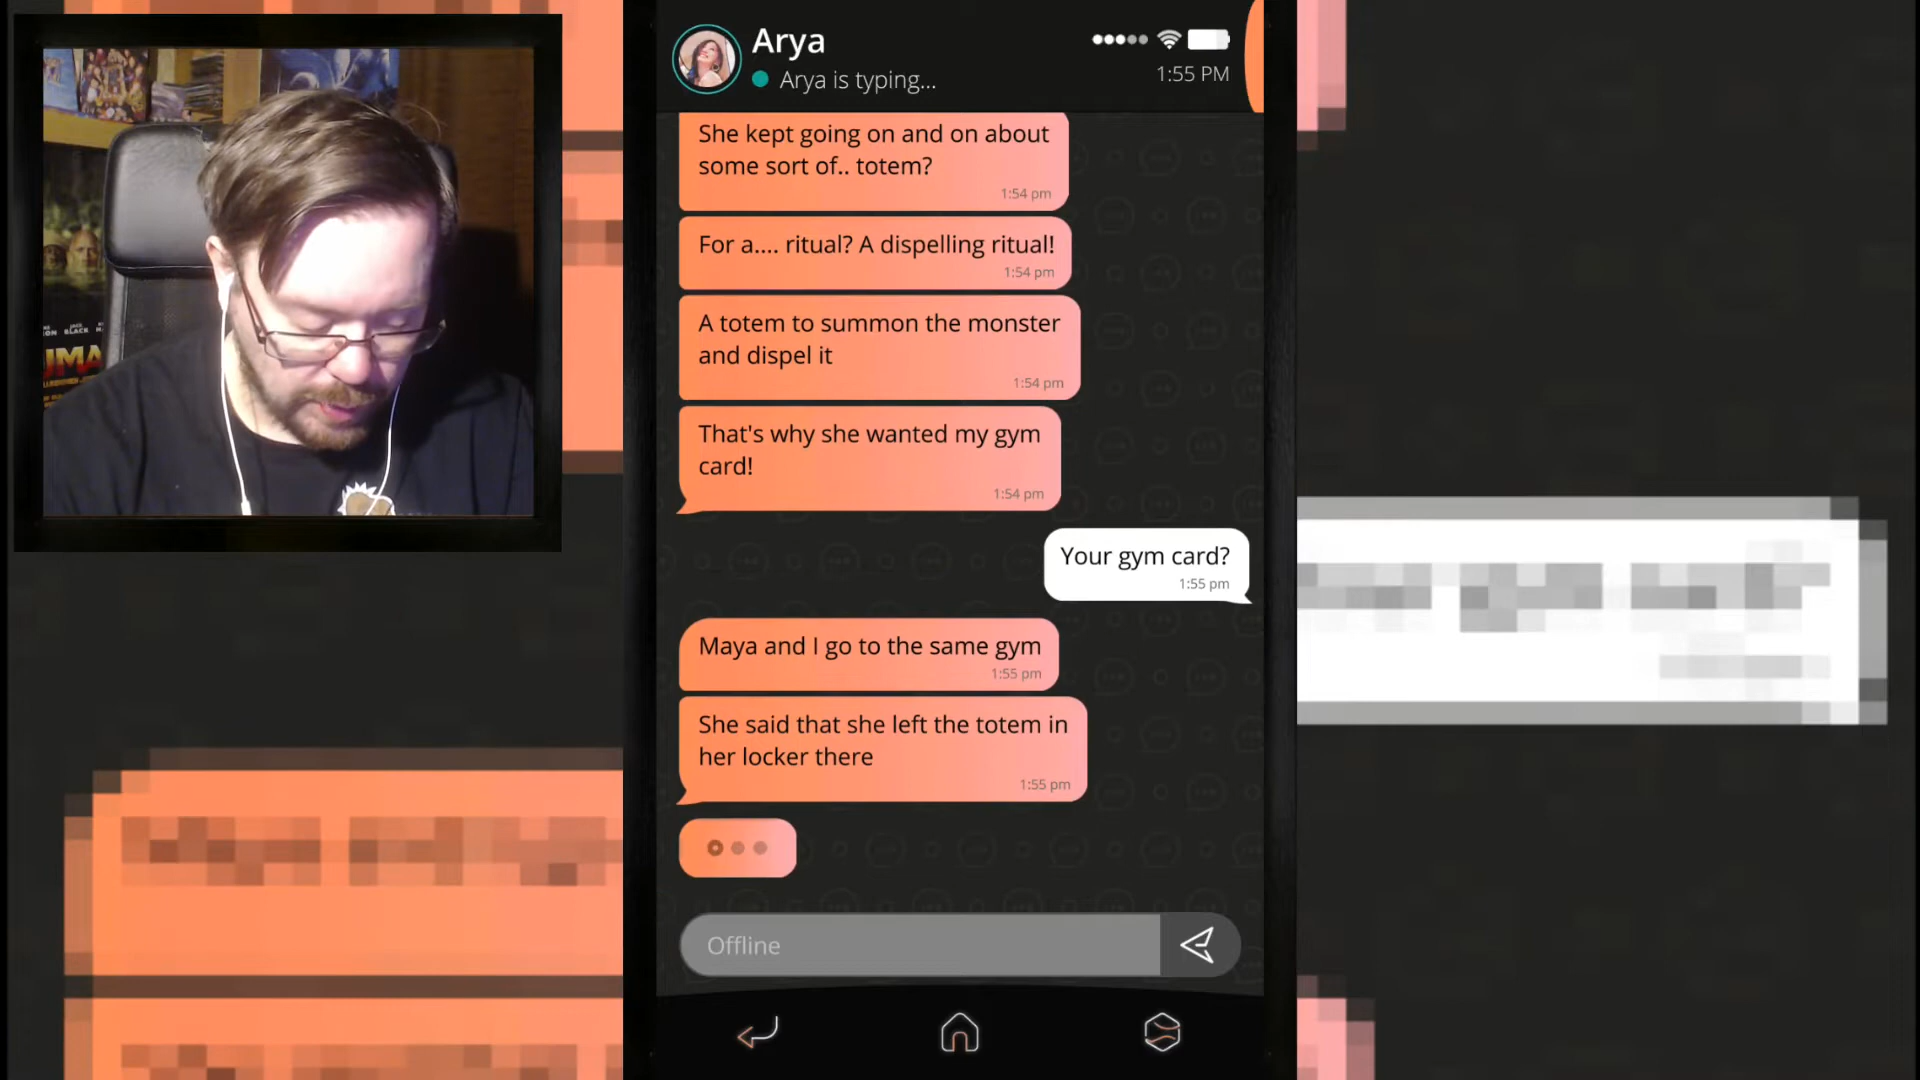 Arya
Arya is typing...
1:55 PM
She kept going on and on about
some sort of.. totem?
1:54 pm
For a.... ritual? A dispelling ritual!
1:54 pm
A totem to summon the monster
and dispel it
1:54 pm
That's why she wanted my gym
card!
1:54 pm
Your gym card?
1:55 pm
Maya and I go to the same gym
1:55 pm
She said that she left the totem in
her locker there
1:55 pm
Offline
JACK
BLACK
UMA